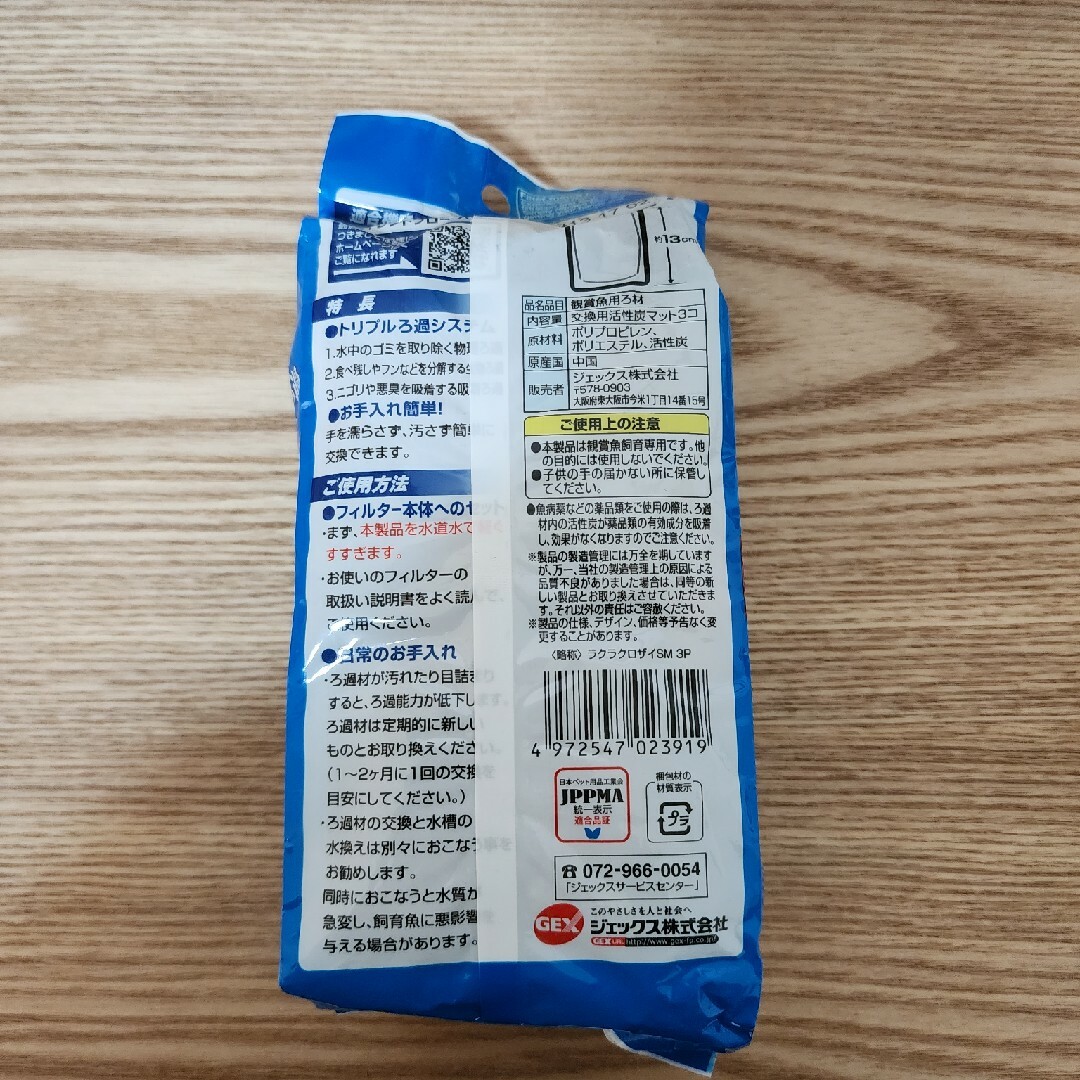 つきましては
ホームページ
ご覧になれます
特 長
●トリプルろ過システム
1.水中のゴミを取り除く物理
2.食べ残しやフンなどを分解する
3.ニゴリや悪臭を吸着する吸
●お手入れ簡単!
手を濡らさず、汚さず簡単に
交換できます。
ご使用方法
●フィルター本体へのセット
・まず、本製品を水道水で軽く
すすぎます。
・お使いのフィルターの
取扱い説明書をよく読んで、
ご使用ください。
●日常のお手入れ
・ろ過材が汚れたり目詰まり
すると、ろ過能力が低下します。
ろ過材は定期的に新しい
ものとお取り換えください。
(1〜2ヶ月に1回の交換を
目安にしてください。)
・ろ過材の交換と水槽の
水換えは別々におこなう事を
お勧めします。
同時におこなうと水質が
急変し、飼育魚に悪影響を
与える場合があります。
約13cm
品名品目 観賞魚用ろ材
内容量 交換用活性炭マット3コ
原材料 ポリプロピレン、
ポリエステル、活性炭
原産国 中国
販売者 ジェックス株式会社
〒578-0903
大阪府東大阪市今米1丁目14番15号
ご使用上の注意
●本製品は観賞魚飼育専用です。他
の目的には使用しないでください。
●子供の手の届かない所に保管し
てください。
●魚病薬などの薬品類をご使用の際は、ろ過
材内の活性炭が薬品類の有効成分を吸着
し、効果がなくなりますのでご注意ください。
※製品の製造管理には万全を期しています
が、万一、当社の製造管理上の原因による
品質不良がありました場合は、同等の新
しい製品とお取り換えさせていただきま
す。それ以外の責任はご容赦ください。
※製品の仕様、デザイン、価格等予告なく変
更することがあります。
〈略称〉ラクラクロザイSM 3P
4 972547 023919
日本ペット用品工業会
JPPMA
統一表示
適合品証
梱包材の
材質表示
プラ
☎ 072-966-0054
「ジェックスサービスセンター」
GEX
このやさしさを人と社会へ
ジェックス株式会社
GEX URL http://www.gex-fp.co.jp/